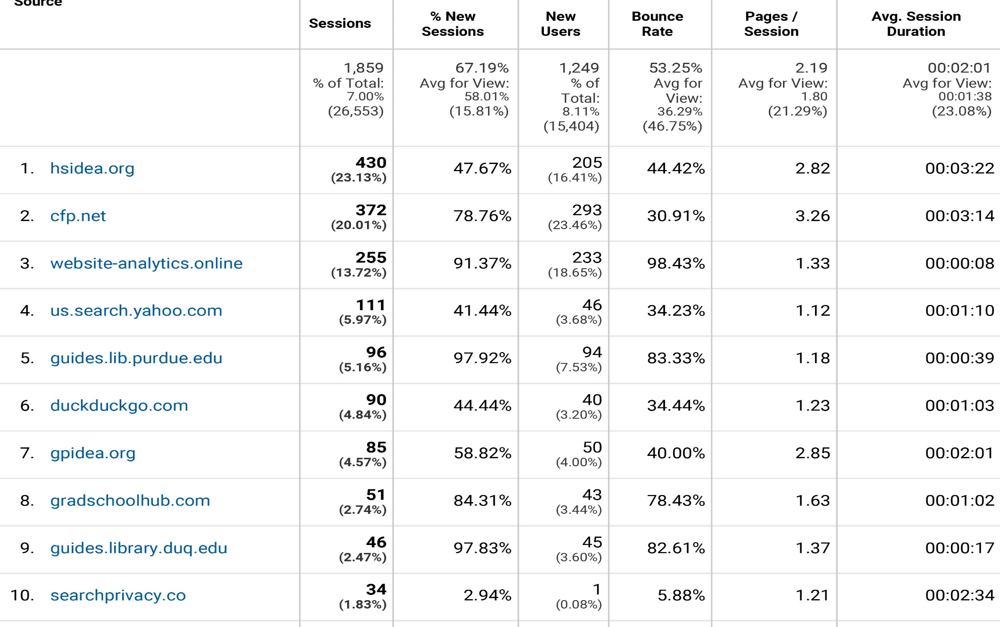 Source
Sessions
% New
Sessions
New
Users
Bounce
Rate
Pages /
Session
Avg. Session
Duration
1,859
% of Total:
7.00%
(26,553)
67.19%
Avg for View:
58.01%
(15.81%)
1,249
% of
Total:
8.11%
(15,404)
53.25%
Avg for
View:
36.29%
(46.75%)
2.19
Avg for View:
1.80
(21.29%)
00:02:01
Avg for View:
00:01:38
(23.08%)
1. hsidea.org 430 (23.13%) 47.67% 205 (16.41%) 44.42% 2.82 00:03:22
2. cfp.net 372 (20.01%) 78.76% 293 (23.46%) 30.91% 3.26 00:03:14
3. website-analytics.online 255 (13.72%) 91.37% 233 (18.65%) 98.43% 1.33 00:00:08
4. us.search.yahoo.com 111 (5.97%) 41.44% 46 (3.68%) 34.23% 1.12 00:01:10
5. guides.lib.purdue.edu 96 (5.16%) 97.92% 94 (7.53%) 83.33% 1.18 00:00:39
6. duckduckgo.com 90 (4.84%) 44.44% 40 (3.20%) 34.44% 1.23 00:01:03
7. gpidea.org 85 (4.57%) 58.82% 50 (4.00%) 40.00% 2.85 00:02:01
8. gradschoolhub.com 51 (2.74%) 84.31% 43 (3.44%) 78.43% 1.63 00:01:02
9. guides.library.duq.edu 46 (2.47%) 97.83% 45 (3.60%) 82.61% 1.37 00:00:17
10. searchprivacy.co 34 (1.83%) 2.94% 1 (0.08%) 5.88% 1.21 00:02:34